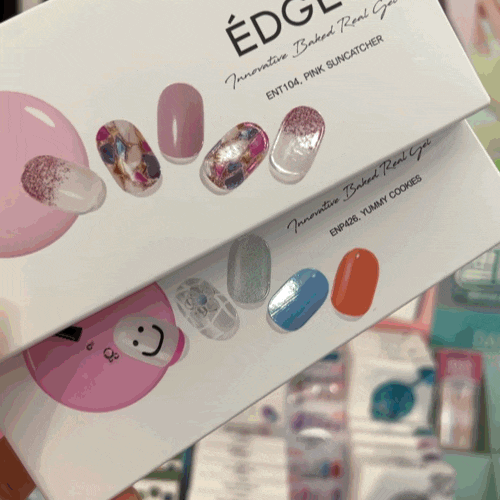 ÉDGE
Innovative Baked Real Gel
ENT104, PINK SUNCATCHER
Innovative Baked Real Gel
ENP426, YUMMY COOKIES